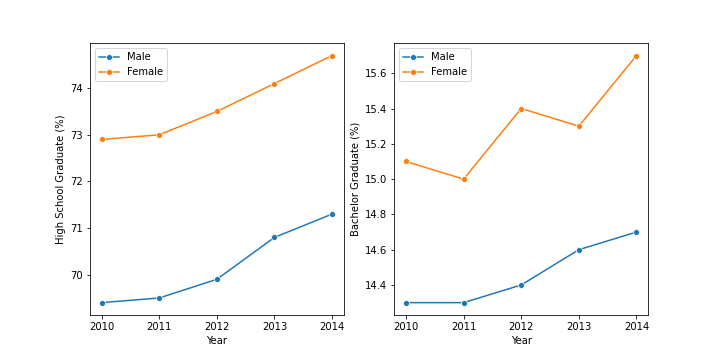 Male
Female
High School Graduate (%)
74
73
72
71
70
2010 2011 2012 2013 2014
Year
Male
Female
Bachelor Graduate (%)
15.6
15.4
15.2
15.0
14.8
14.6
14.4
2010 2011 2012 2013 2014
Year